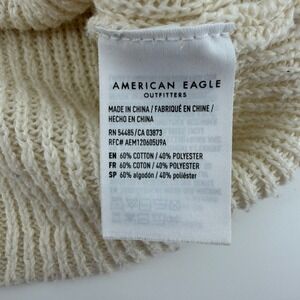 AMERICAN EAGLE
OUTFITTERS
MADE IN CHINA / FABRIQUÉ EN CHINE /
HECHO EN CHINA
RN 54485/CA 03873
RFC# AEM120605U9A
EN 60% COTTON / 40% POLYESTER
FR 60% COTTON / 40% POLYESTER
SP 60% algodón / 40% poliéster